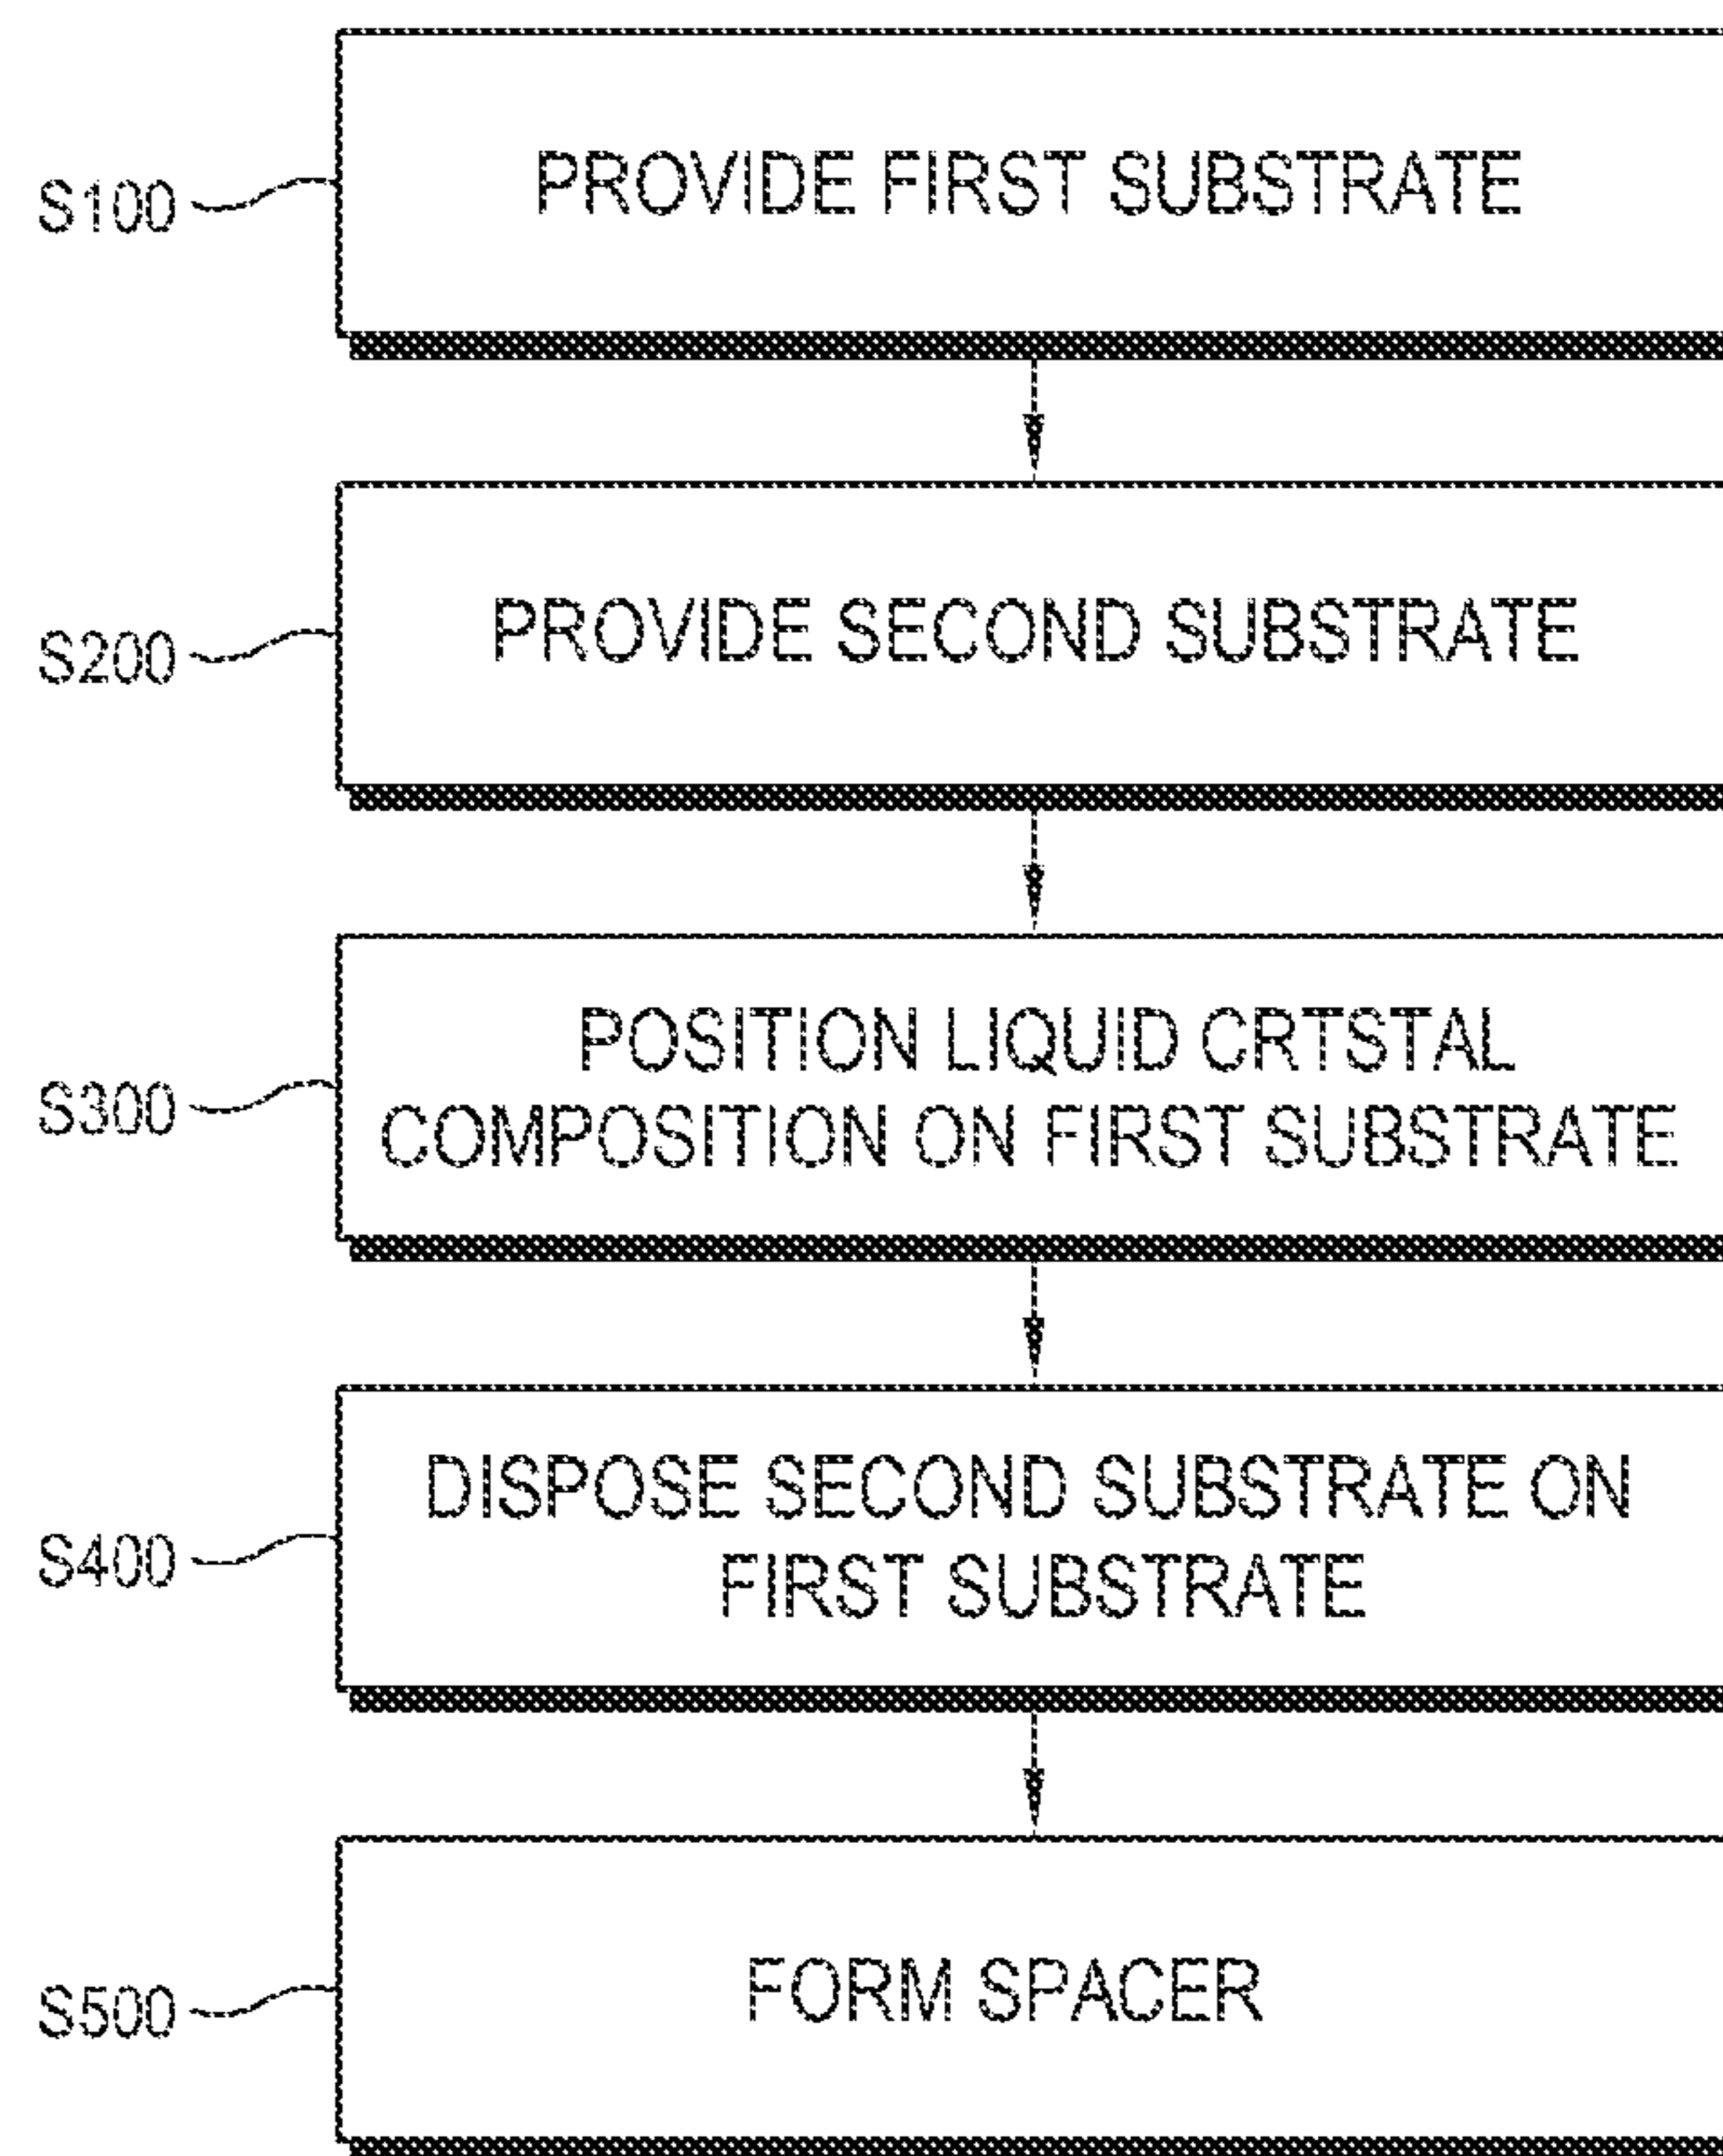 S100
PROVIDE FIRST SUBSTRATE
S200
PROVIDE SECOND SUBSTRATE
S300
POSITION LIQUID CRTSTAL
COMPOSITION ON FIRST SUBSTRATE
S400
DISPOSE SECOND SUBSTRATE ON
FIRST SUBSTRATE
S500
FORM SPACER